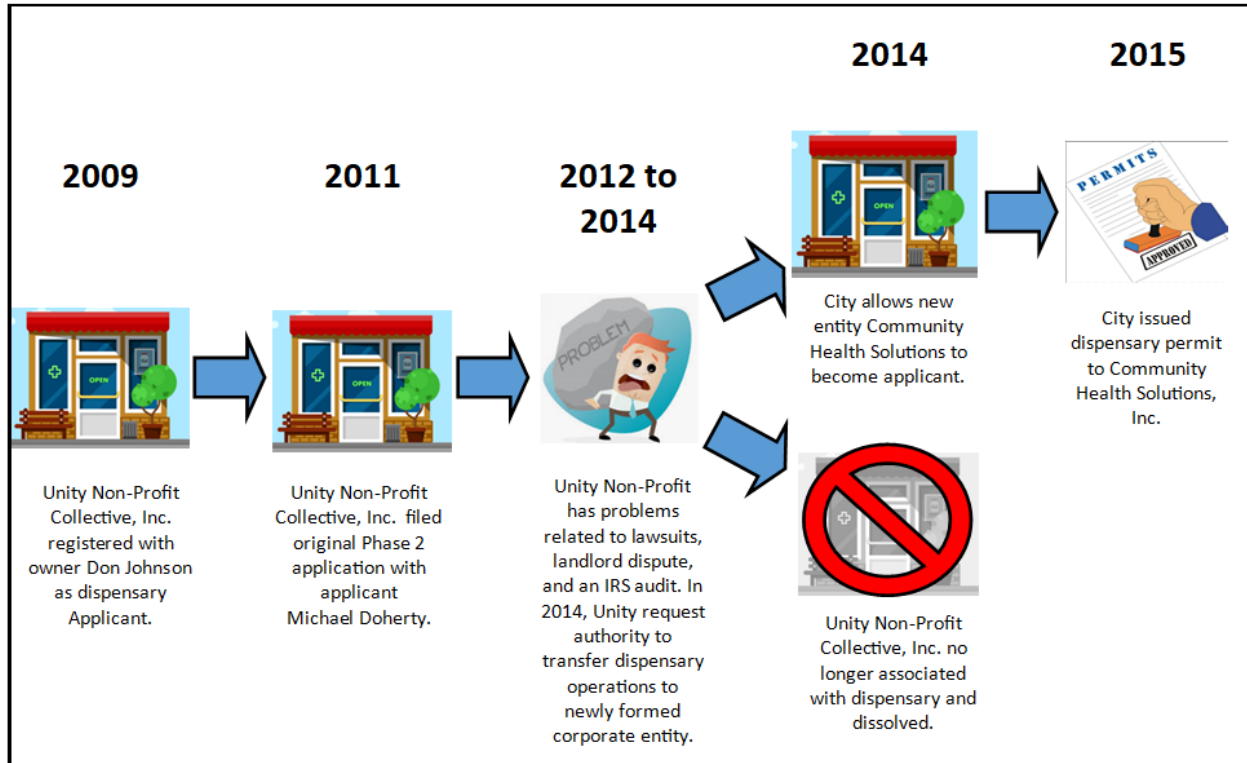 2009
OPEN
Unity Non-Profit
Collective, Inc.
registered with
owner Don Johnson
as dispensary
Applicant.
2011
OPEN
Unity Non-Profit
Collective, Inc.  filed
original Phase 2
application with
applicant
Michael Doherty.
2012 to
2014
PROBLEM
Unity Non-Profit
has problems
related to lawsuits,
landlord dispute,
and an IRS audit. In
2014, Unity request
authority to
transfer dispensary
operations to
newly formed
corporate entity.
2014
OPEN
City allows new
entity Community
Health Solutions to
become applicant.
Unity Non-Profit
Collective, Inc. no
longer associated
with dispensary and
dissolved.
2015
PERMITS
APPROVED
City issued
dispensary permit
to Community
Health Solutions,
Inc.